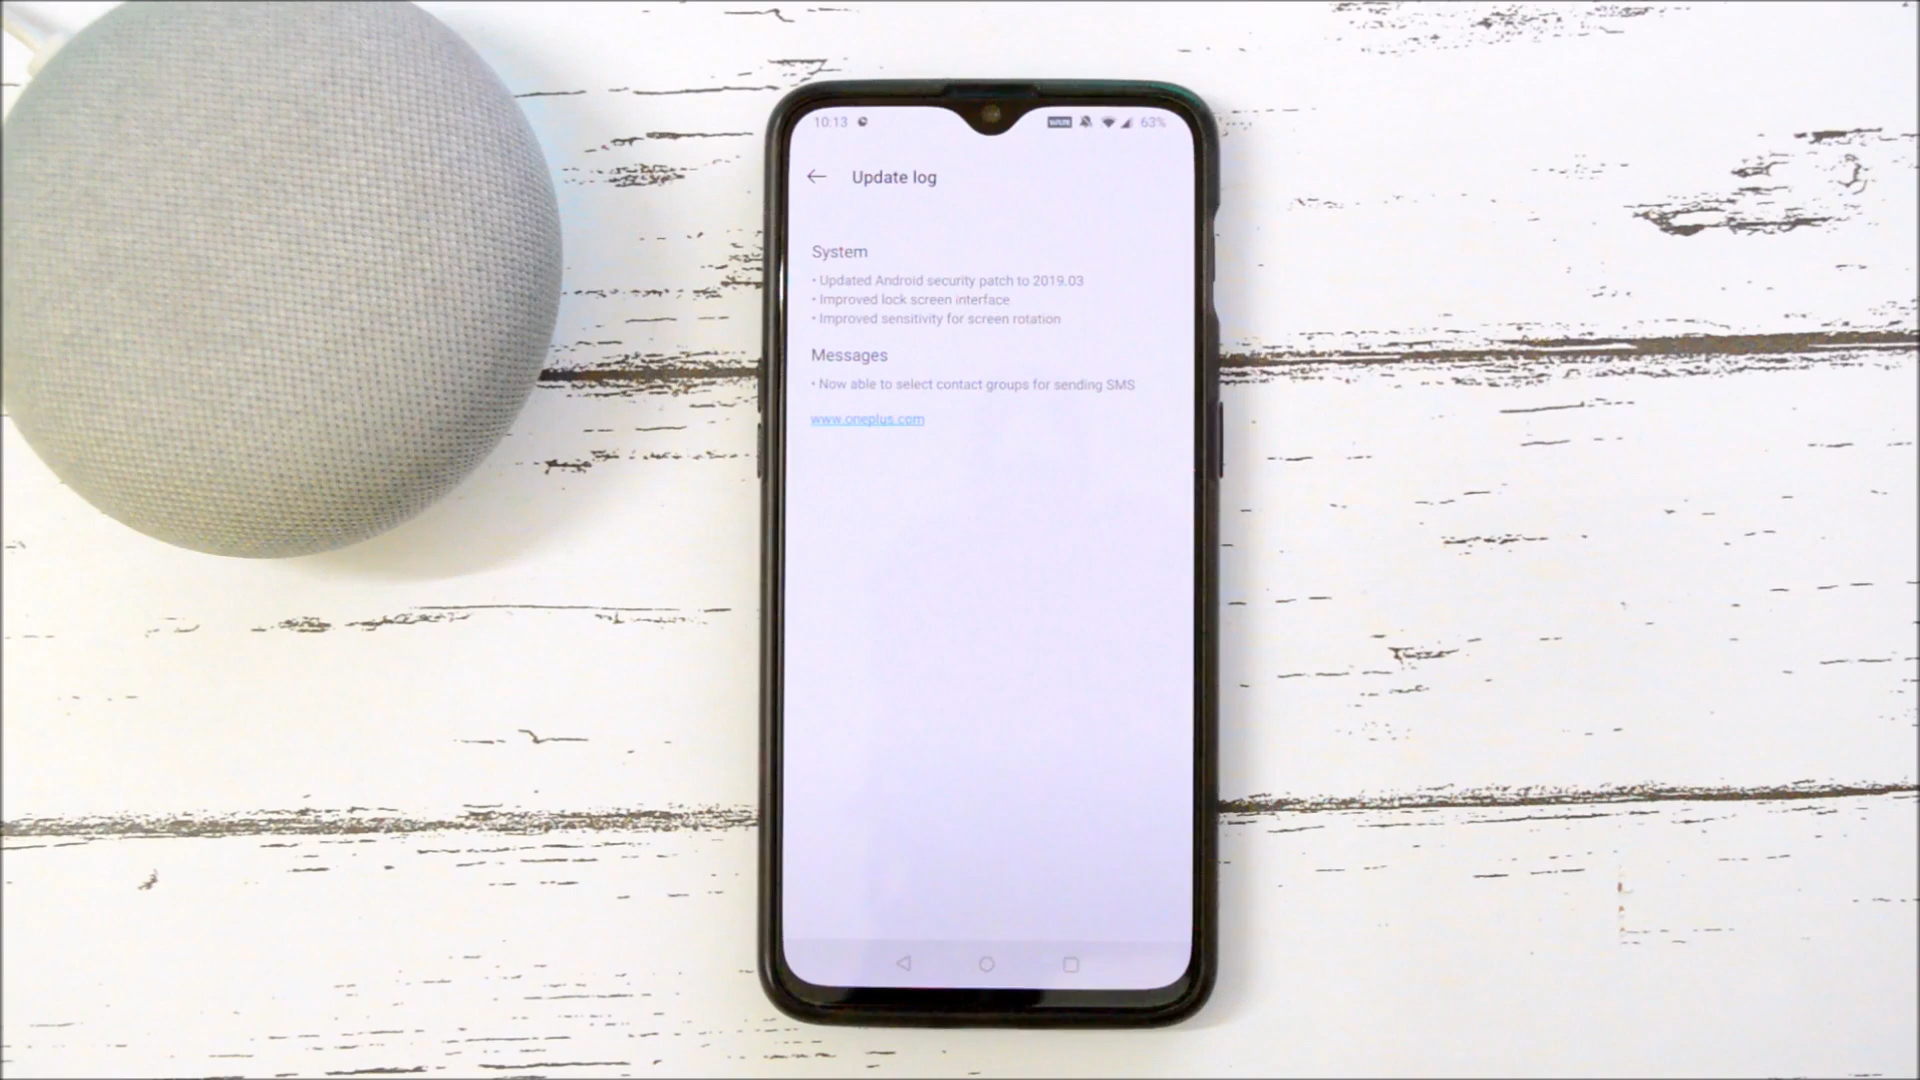 10:13 63%
Update log
System
• Updated Android security patch to 2019.03
• Improved lock screen interface
• Improved sensitivity for screen rotation
Messages
• Now able to select contact groups for sending SMS
www.oneplus.com